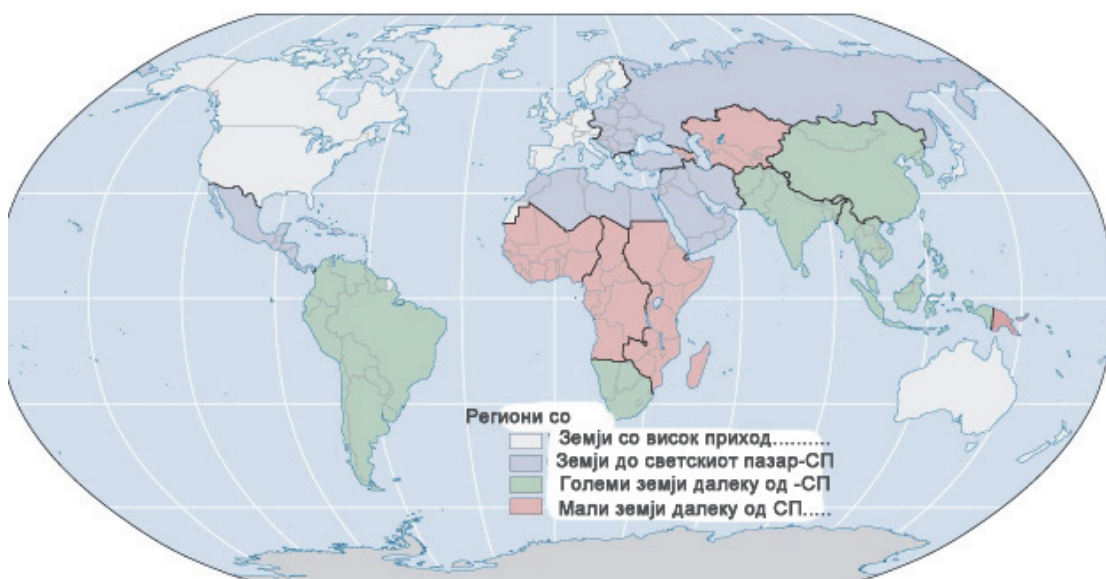 Региони со
Земји со висок приход..........
Земји до светскиот пазар-СП
Големи земји далеку од -СП
Мали земји далеку од СП.....